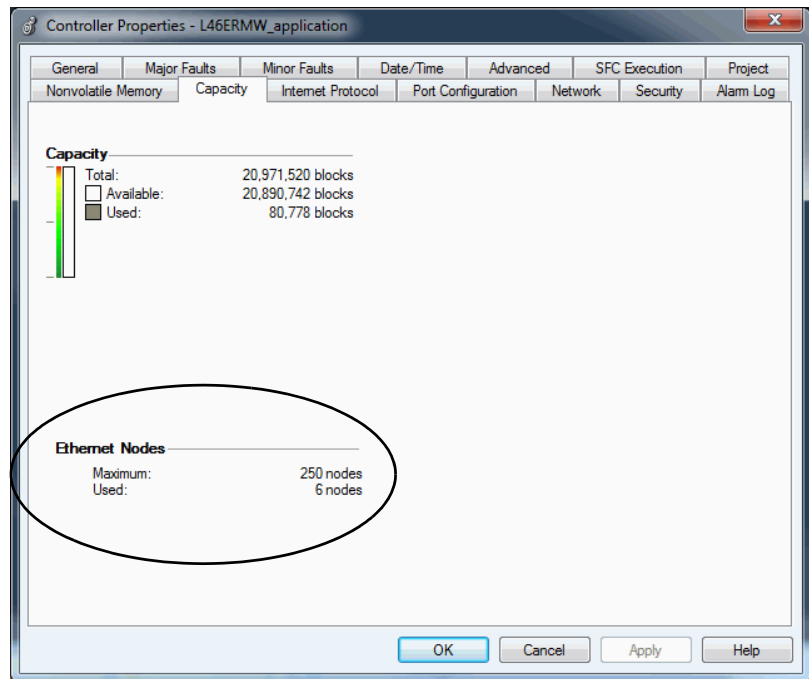 Controller Properties - L46ERMW_application
General Major Faults Minor Faults Date/Time Advanced SFC Execution Project
Nonvolatile Memory Capacity Internet Protocol Port Configuration Network Security Alarm Log
Capacity
Total: 20,971,520 blocks
Available: 20,890,742 blocks
Used: 80,778 blocks
Ethernet Nodes
Maximum: 250 nodes
Used: 6 nodes
OK Cancel Apply Help